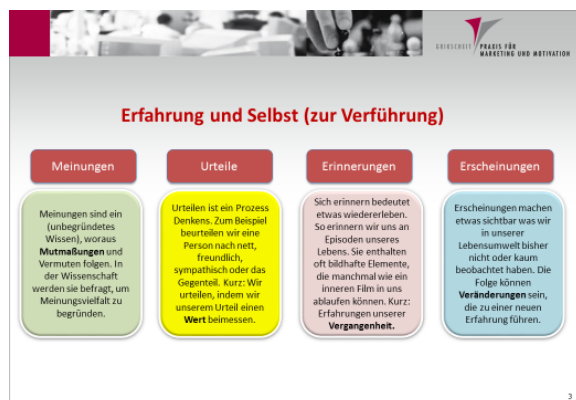 GRIESCHEIT
PRAXIS FÜR
MARKETING UND MOTIVATION
Erfahrung und Selbst (zur Verführung)
Meinungen
Meinungen sind ein
(unbegründetes
Wissen), woraus
Mutmaßungen und
Vermuten folgen. In
der Wissenschaft
werden sie befragt, um
Meinungsvielfalt zu
begründen.
Urteile
Urteilen ist ein Prozess
Denkens. Zum Beispiel
beurteilen wir eine
Person nach nett,
freundlich,
sympathisch oder das
Gegenteil. Kurz: Wir
urteilen, indem wir
unserem Urteil einen
Wert beimessen.
Erinnerungen
Sich erinnern bedeutet
etwas wiedererleben.
So erinnern wir uns an
Episoden unseres
Lebens. Sie enthalten
oft bildhafte Elemente,
die manchmal wie ein
innerer Film in uns
ablaufen können. Kurz:
Erfahrungen unserer
Vergangenheit.
Erscheinungen
Erscheinungen machen
etwas sichtbar was wir
in unserer
Lebensumwelt bisher
nicht oder kaum
beobachtet haben. Die
Folge können
Veränderungen sein,
die zu einer neuen
Erfahrung führen.
3